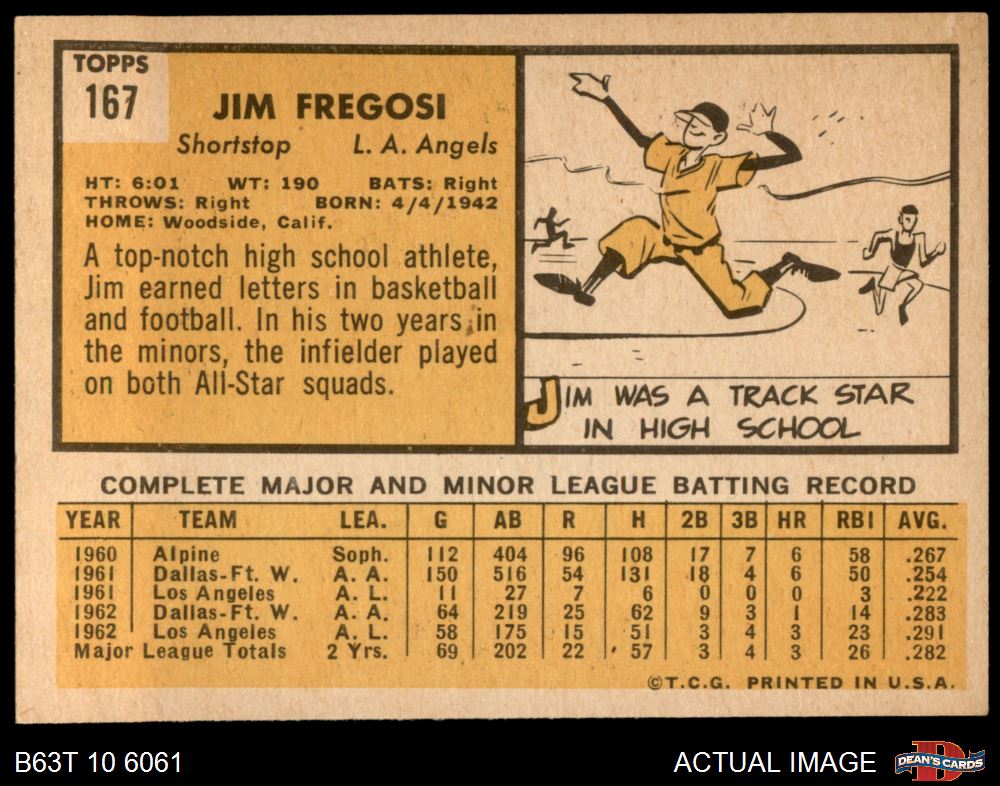 TOPPS
167
JIM FREGOSI
Shortstop L. A. Angels
HT: 6:01 WT: 190 BATS: Right
THROWS: Right BORN: 4/4/1942
HOME: Woodside, Calif.
A top-notch high school athlete,
Jim earned letters in basketball
and football. In his two years in
the minors, the infielder played
on both All-Star squads.
JIM WAS A TRACK STAR
IN HIGH SCHOOL
COMPLETE MAJOR AND MINOR LEAGUE BATTING RECORD
YEAR TEAM LEA. G AB R H 2B 3B HR RBI AVG.
1960 Alpine Soph. 112 404 96 108 17 7 6 58 .267
1961 Dallas-Ft. W. A. A. 150 516 54 131 18 4 6 50 .254
1961 Los Angeles A. L. 11 27 7 6 0 0 0 3 .222
1962 Dallas-Ft. W. A. A. 64 219 25 62 9 3 1 14 .283
1962 Los Angeles A. L. 58 175 15 51 3 4 3 23 .291
Major League Totals 2 Yrs. 69 202 22 57 3 4 3 26 .282
©T.C.G. PRINTED IN U.S.A.
B63T 10 6061 ACTUAL IMAGE DEAN'S CARDS